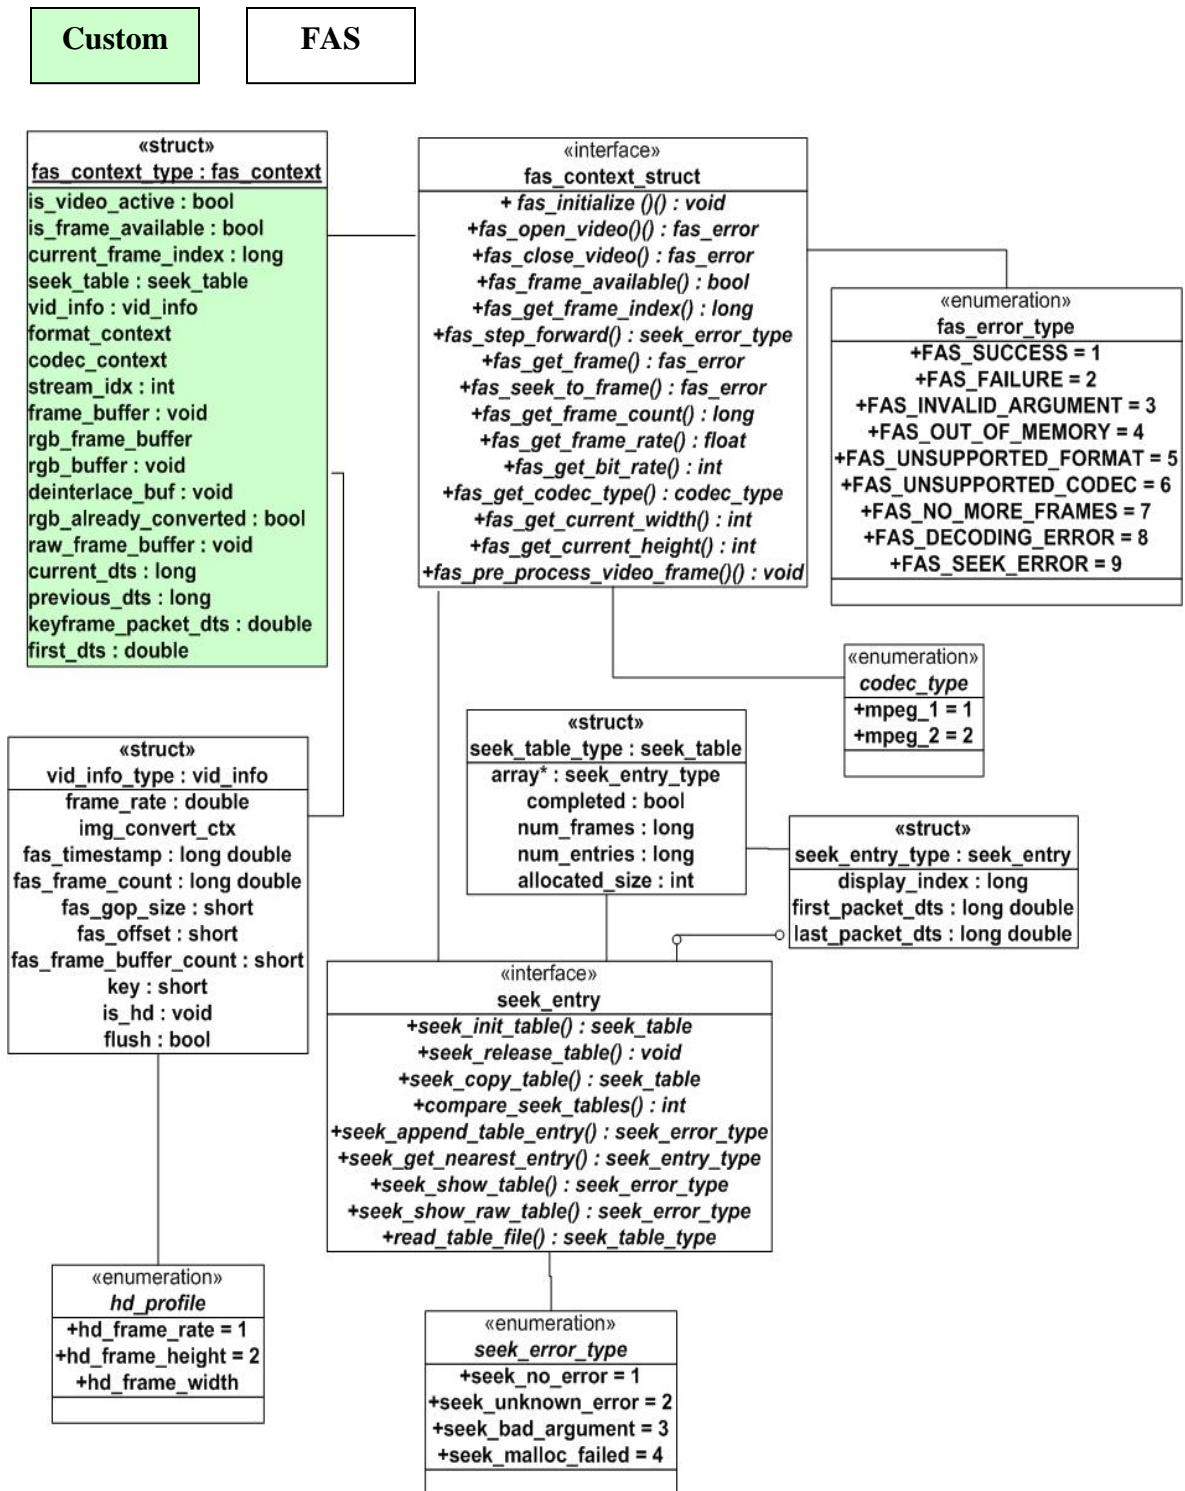 Custom
FAS
«struct»
fas_context_type : fas_context
is_video_active : bool
is_frame_available : bool
current_frame_index : long
seek_table : seek_table
vid_info : vid_info
format_context
codec_context
stream_idx : int
frame_buffer : void
rgb_frame_buffer
rgb_buffer : void
deinterlace_buf : void
rgb_already_converted : bool
raw_frame_buffer : void
current_dts : long
previous_dts : long
keyframe_packet_dts : double
first_dts : double
«interface»
fas_context_struct
+ fas_initialize ()() : void
+fas_open_video()() : fas_error
+fas_close_video() : fas_error
+fas_frame_available() : bool
+fas_get_frame_index() : long
+fas_step_forward() : seek_error_type
+fas_get_frame() : fas_error
+fas_seek_to_frame() : fas_error
+fas_get_frame_count() : long
+fas_get_frame_rate() : float
+fas_get_bit_rate() : int
+fas_get_codec_type() : codec_type
+fas_get_current_width() : int
+fas_get_current_height() : int
+fas_pre_process_video_frame()() : void
«enumeration»
fas_error_type
+FAS_SUCCESS = 1
+FAS_FAILURE = 2
+FAS_INVALID_ARGUMENT = 3
+FAS_OUT_OF_MEMORY = 4
+FAS_UNSUPPORTED_FORMAT = 5
+FAS_UNSUPPORTED_CODEC = 6
+FAS_NO_MORE_FRAMES = 7
+FAS_DECODING_ERROR = 8
+FAS_SEEK_ERROR = 9
«enumeration»
codec_type
+mpeg_1 = 1
+mpeg_2 = 2
«struct»
vid_info_type : vid_info
frame_rate : double
img_convert_ctx
fas_timestamp : long double
fas_frame_count : long double
fas_gop_size : short
fas_offset : short
fas_frame_buffer_count : short
key : short
is_hd : void
flush : bool
«struct»
seek_table_type : seek_table
array* : seek_entry_type
completed : bool
num_frames : long
num_entries : long
allocated_size : int
«struct»
seek_entry_type : seek_entry
display_index : long
first_packet_dts : long double
last_packet_dts : long double
«interface»
seek_entry
+seek_init_table() : seek_table
+seek_release_table() : void
+seek_copy_table() : seek_table
+compare_seek_tables() : int
+seek_append_table_entry() : seek_error_type
+seek_get_nearest_entry() : seek_entry_type
+seek_show_table() : seek_error_type
+seek_show_raw_table() : seek_error_type
+read_table_file() : seek_table_type
«enumeration»
hd_profile
+hd_frame_rate = 1
+hd_frame_height = 2
+hd_frame_width
«enumeration»
seek_error_type
+seek_no_error = 1
+seek_unknown_error = 2
+seek_bad_argument = 3
+seek_malloc_failed = 4